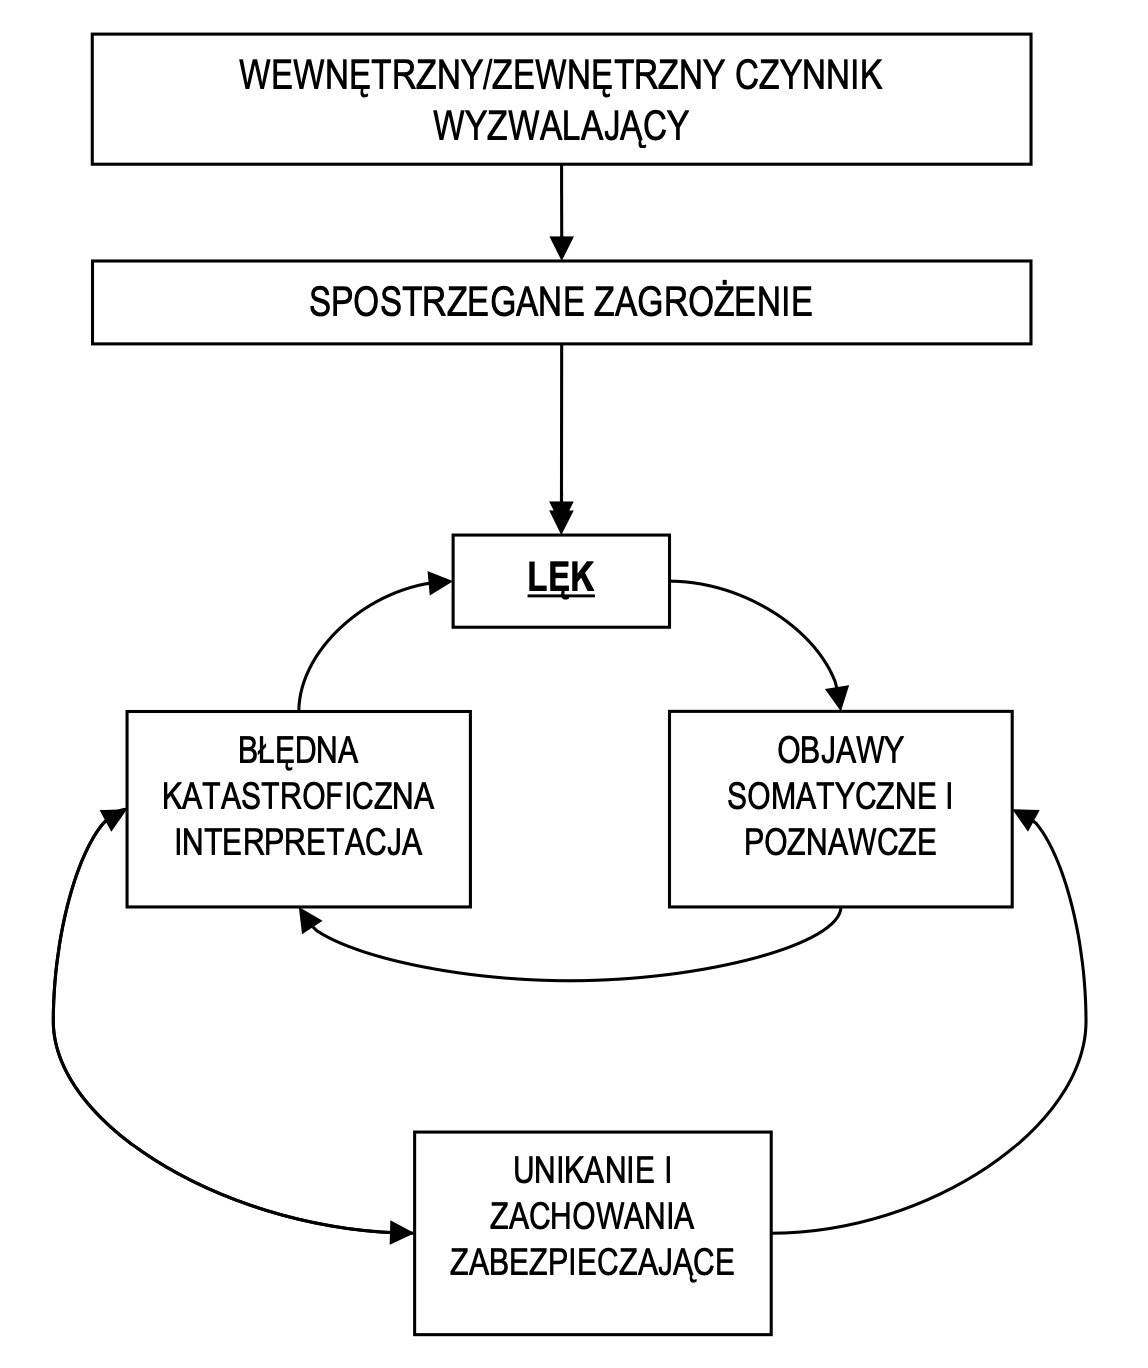 WEWNĘTRZNY/ZEWNĘTRZNY CZYNNIK
WYZWALAJĄCY
SPOSTRZEGANE ZAGROŻENIE
LĘK
BŁĘDNA
KATASTROFICZNA
INTERPRETACJA
OBJAWY
SOMATYCZNE I
POZNAWCZE
UNIKANIE I
ZACHOWANIA
ZABEZPIECZAJĄCE